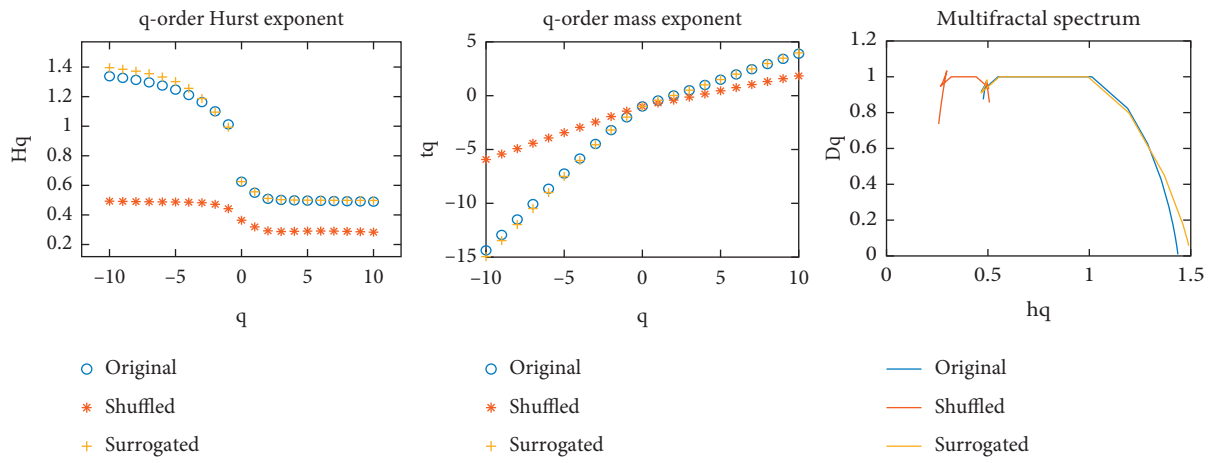 q-order Hurst exponent
1.4
1.2
1
0.8
0.6
0.4
0.2
Hq
−10
−5
0
5
10
q
Original
Shuffled
Surrogated
q-order mass exponent
5
0
−5
−10
−15
tq
−10
−5
0
5
10
q
Original
Shuffled
Surrogated
Multifractal spectrum
1.2
1
0.8
0.6
0.4
0.2
0
Dq
0
0.5
1
1.5
hq
Original
Shuffled
Surrogated